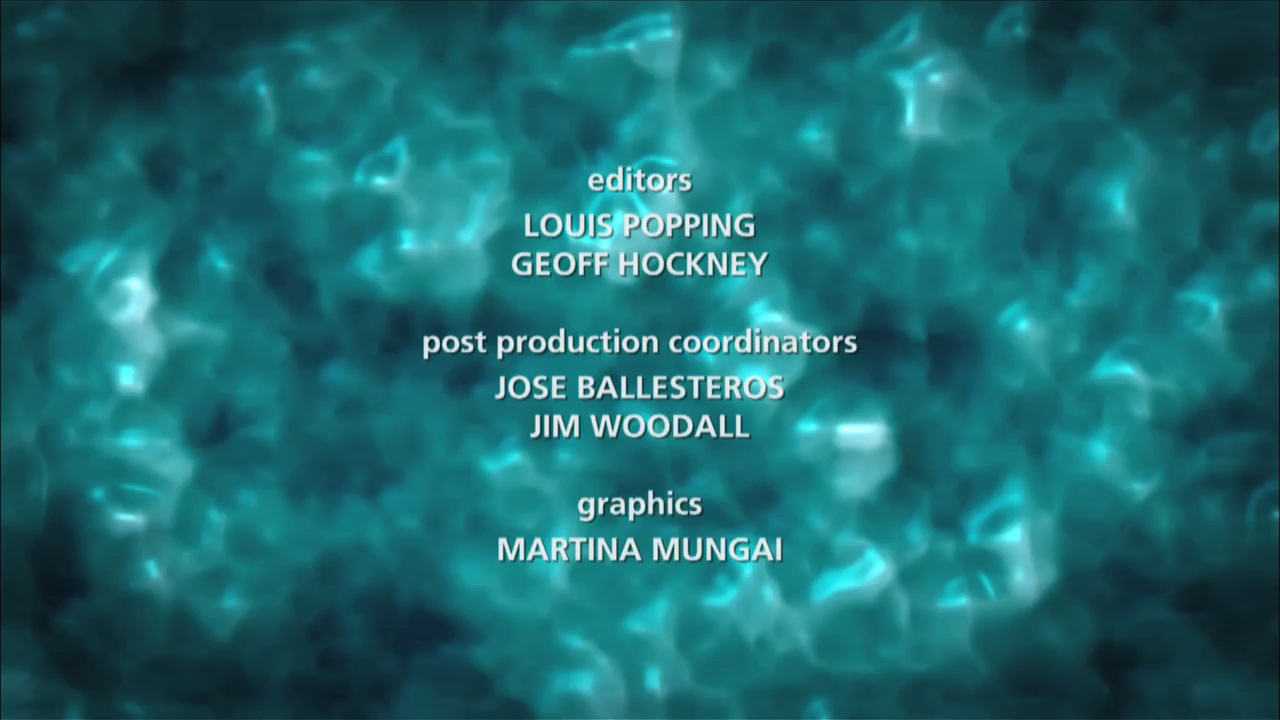 editors
LOUIS POPPING
GEOFF HOCKNEY
post production coordinators
JOSE BALLESTEROS
JIM WOODALL
graphics
MARTINA MUNGAI